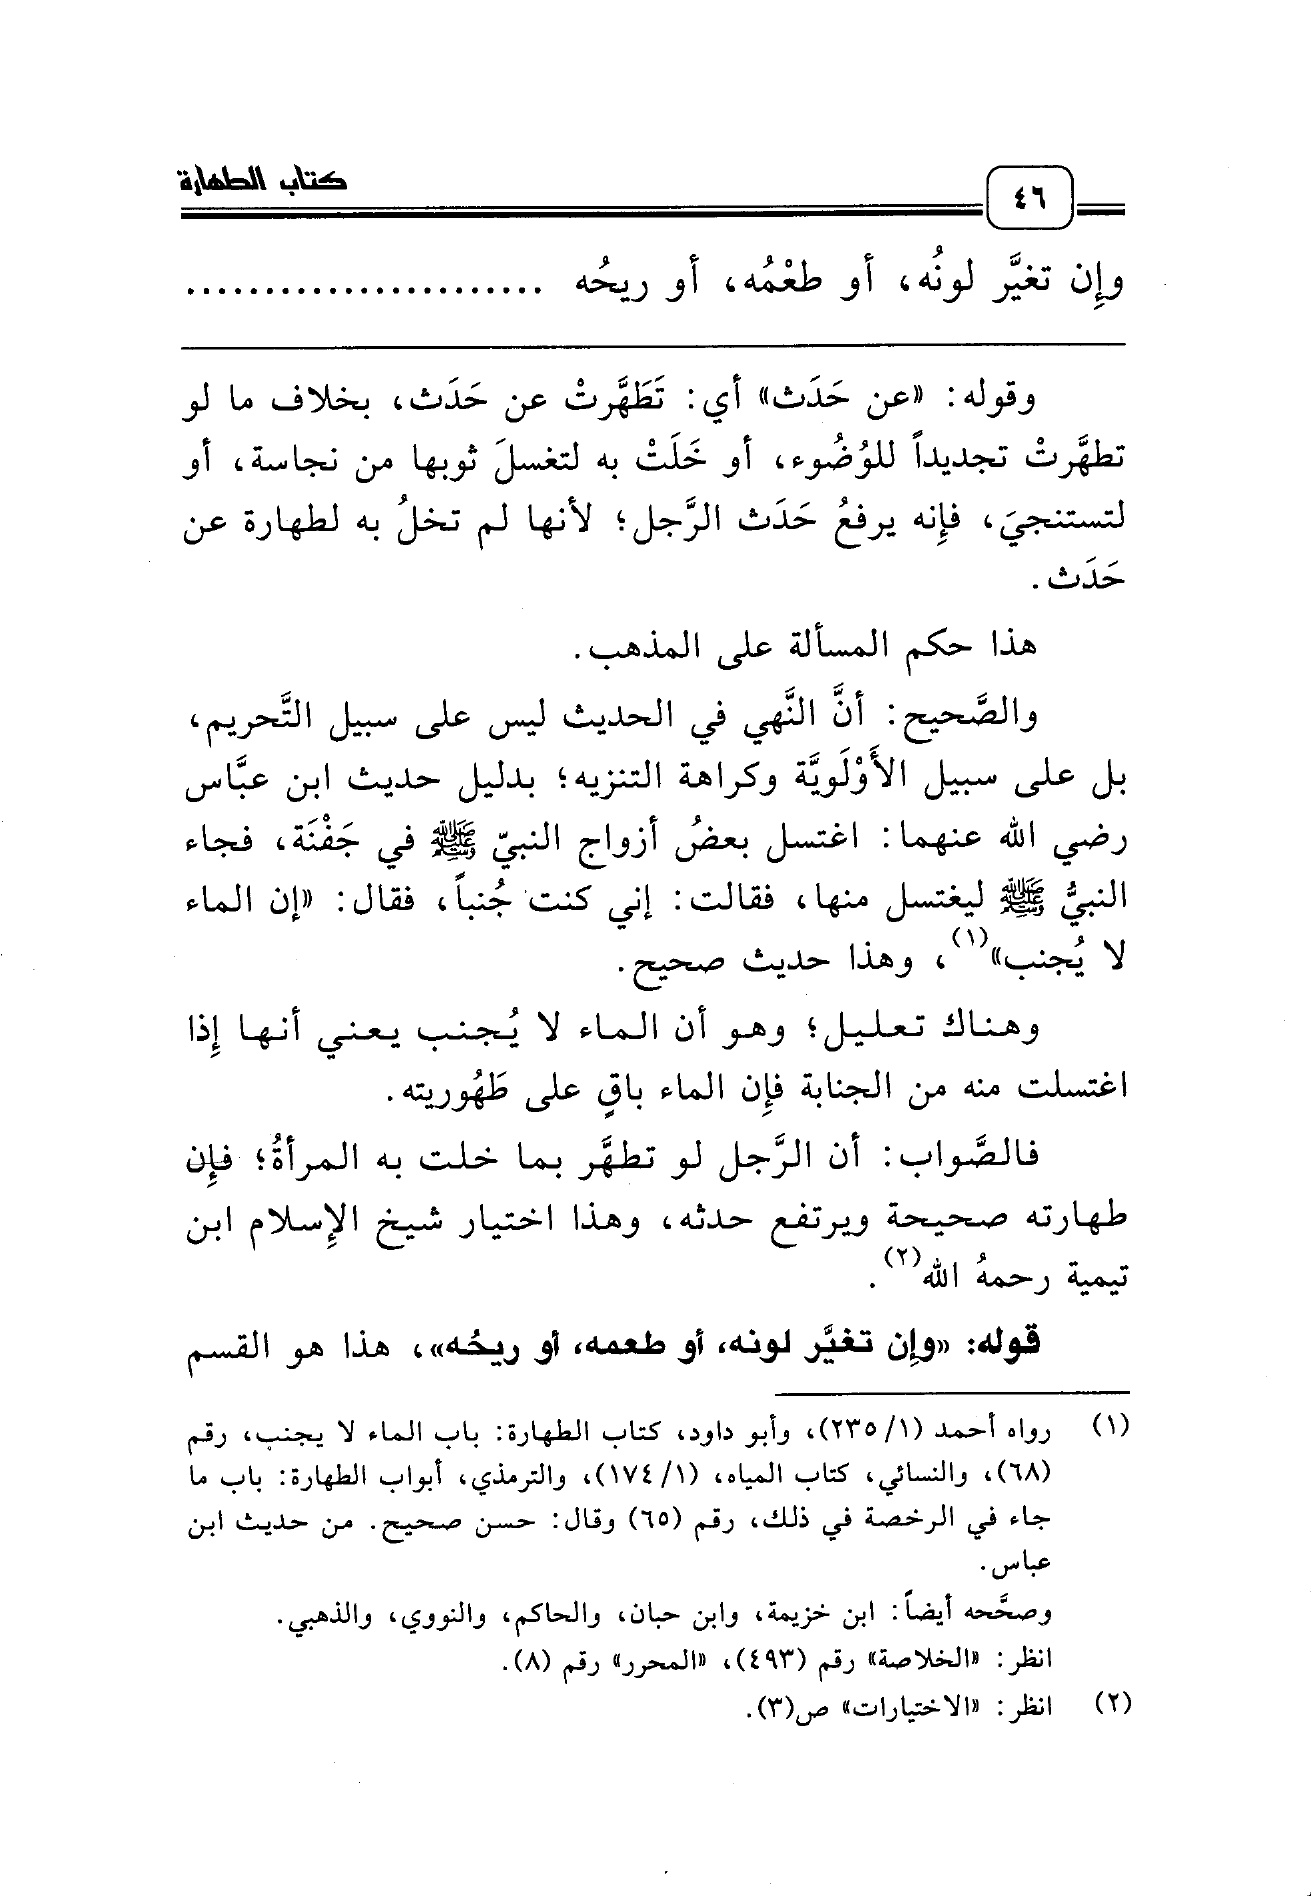 كتاب الطهارة
٤٦
وإِن تغيَّر لونُه، أو طعْمُه، أو ريحُه .......................
وقوله: «عن حَدَث» أي: تَطَهَّرتْ عن حَدَث، بخلاف ما لو
تطهَّرتْ تجديداً للوُضُوء، أو خَلَتْ به لتغسلَ ثوبها من نجاسة، أو
لتستنجيَ، فإِنه يرفعُ حَدَث الرَّجل؛ لأنها لم تخلُ به لطهارة عن
حَدَث.
هذا حكم المسألة على المذهب.
والصَّحيح: أنَّ النَّهي في الحديث ليس على سبيل التَّحريم،
بل على سبيل الأَوْلَويَّة وكراهة التنزيه؛ بدليل حديث ابن عبَّاس
رضي الله عنهما: اغتسل بعضُ أزواج النبيّ ﷺ في جَفْنَة، فجاء
النبيُّ ﷺ ليغتسل منها، فقالت: إني كنت جُنباً، فقال: «إن الماء
لا يُجنب»(١)، وهذا حديث صحيح.
وهناك تعليل؛ وهو أن الماء لا يُجنب يعني أنها إِذا
اغتسلت منه من الجنابة فإِن الماء باقٍ على طَهُوريته.
فالصَّواب: أن الرَّجل لو تطهَّر بما خلت به المرأةُ؛ فإِن
طهارته صحيحة ويرتفع حدثه، وهذا اختيار شيخ الإِسلام ابن
تيمية رحمهُ الله(٢).
قوله: «وإِن تغيَّر لونه، أو طعمه، أو ريحُه»، هذا هو القسم
(١) رواه أحمد (١/ ٢٣٥)، وأبو داود، كتاب الطهارة: باب الماء لا يجنب، رقم
(٦٨)، والنسائي، كتاب المياه، (١/ ١٧٤)، والترمذي، أبواب الطهارة: باب ما
جاء في الرخصة في ذلك، رقم (٦٥) وقال: حسن صحيح. من حديث ابن
عباس.
وصحَّحه أيضاً: ابن خزيمة، وابن حبان، والحاكم، والنووي، والذهبي.
انظر: «الخلاصة» رقم (٤٩٣)، «المحرر» رقم (٨).
(٢) انظر: «الاختيارات» ص(٣).